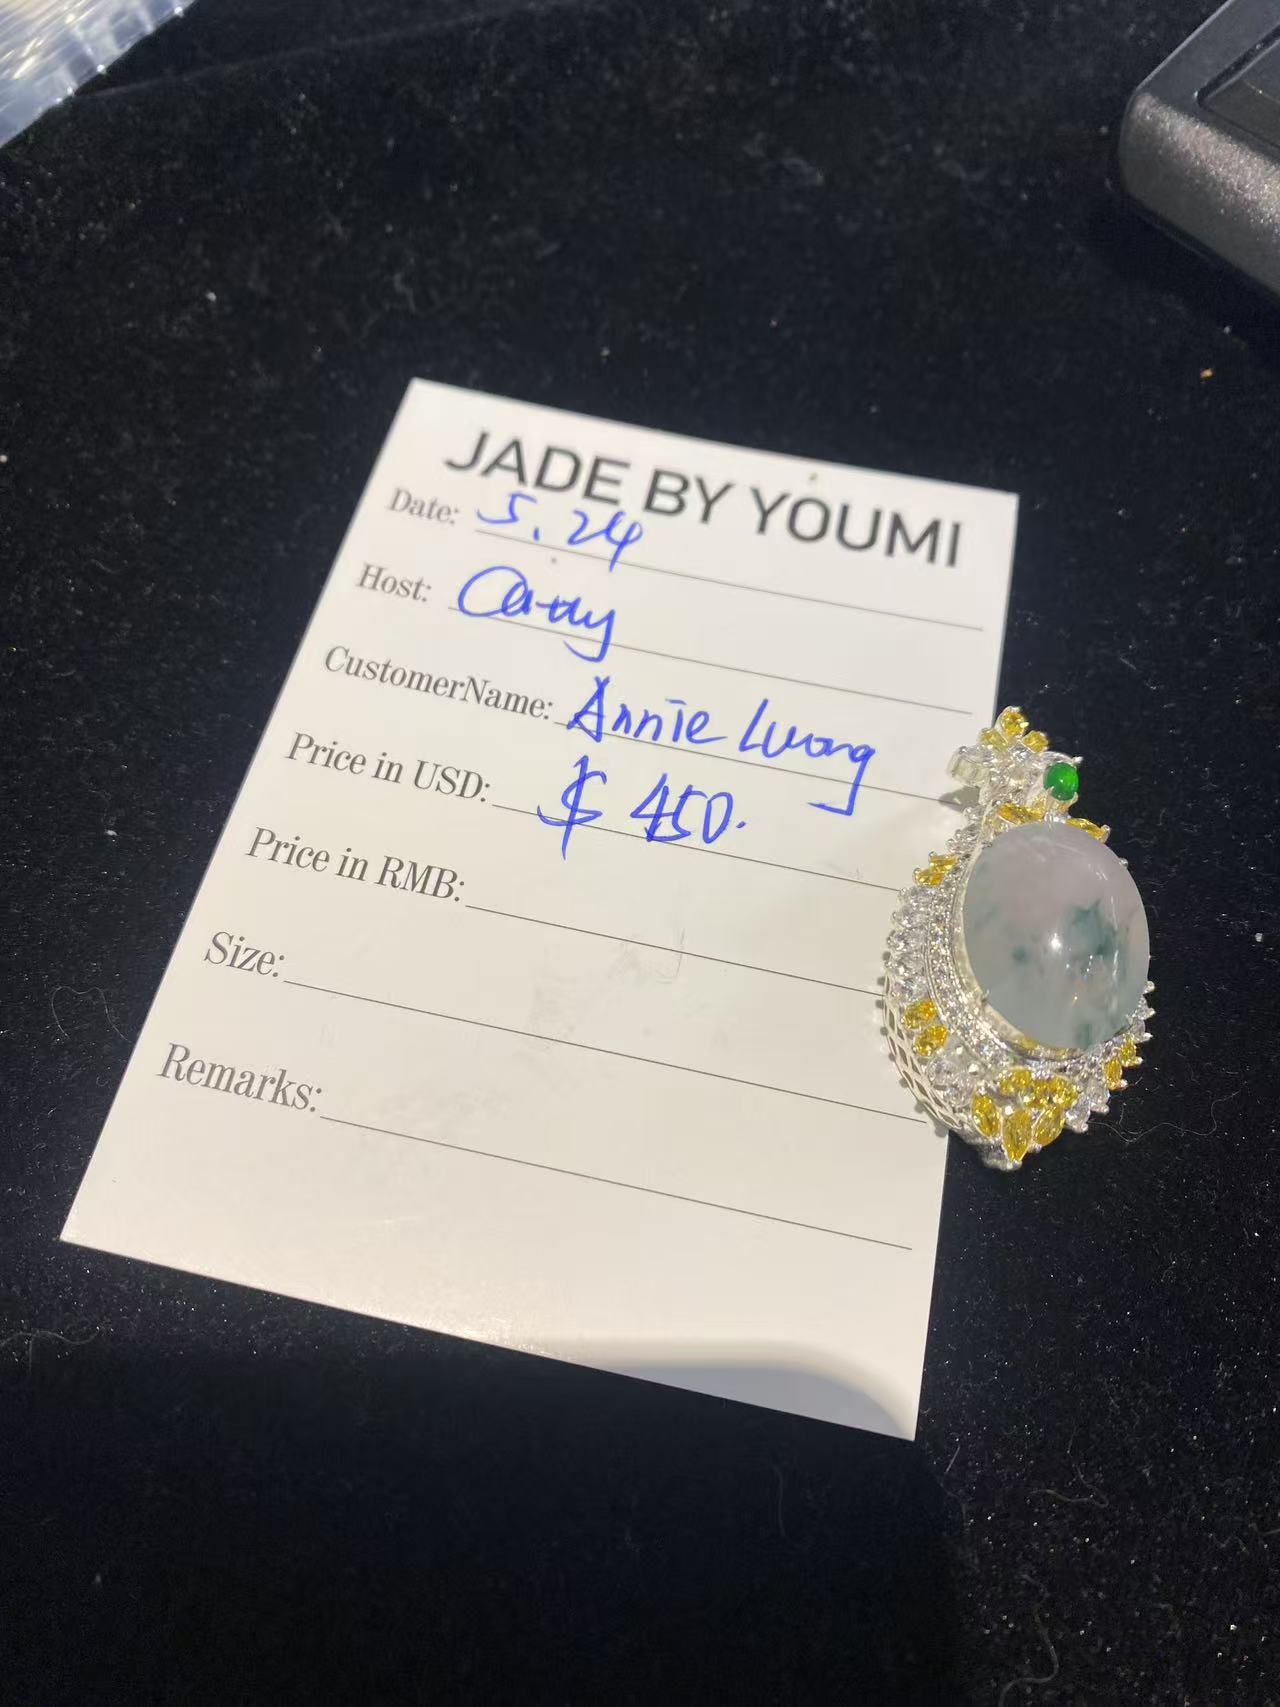 JADE BY YOUMI
Date: 5.24
Host: Cathy
CustomerName: Annie Luong
Price in USD: $450.
Price in RMB:
Size:
Remarks: